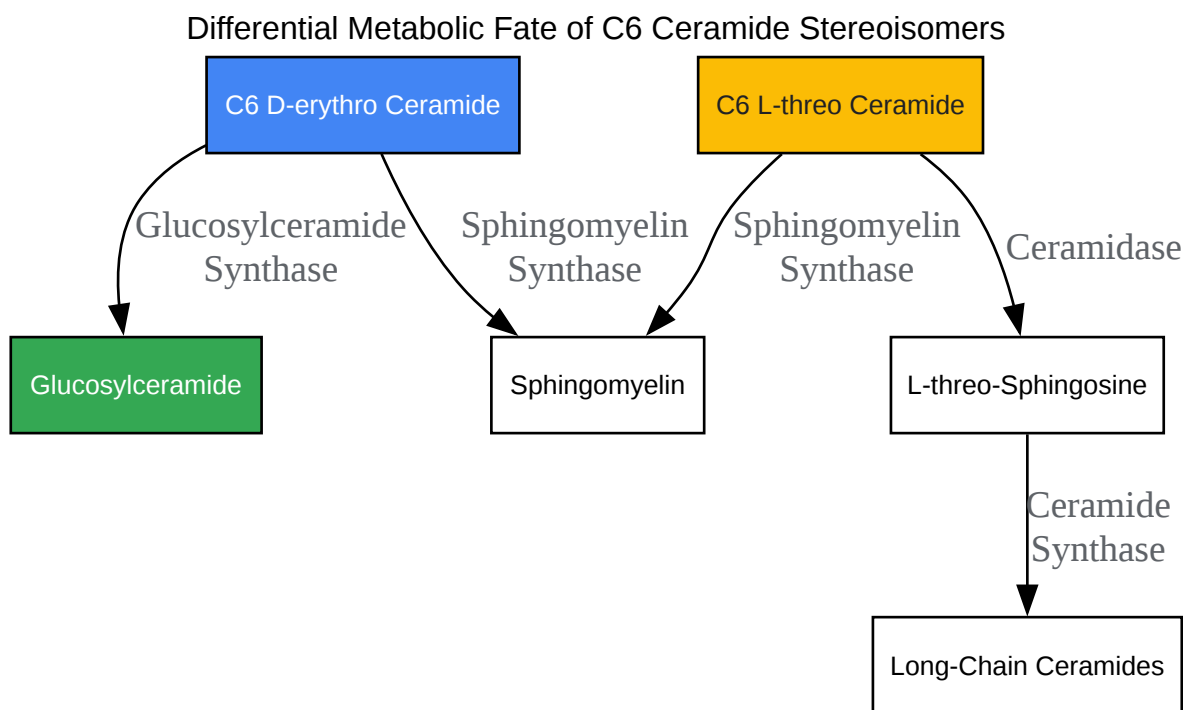 Differential Metabolic Fate of C6 Ceramide Stereoisomers
C6 D-erythro Ceramide
C6 L-threo Ceramide
Glucosylceramide
Synthase
Sphingomyelin
Synthase
Sphingomyelin
Synthase
Ceramidase
Glucosylceramide
Sphingomyelin
L-threo-Sphingosine
Ceramide
Synthase
Long-Chain Ceramides